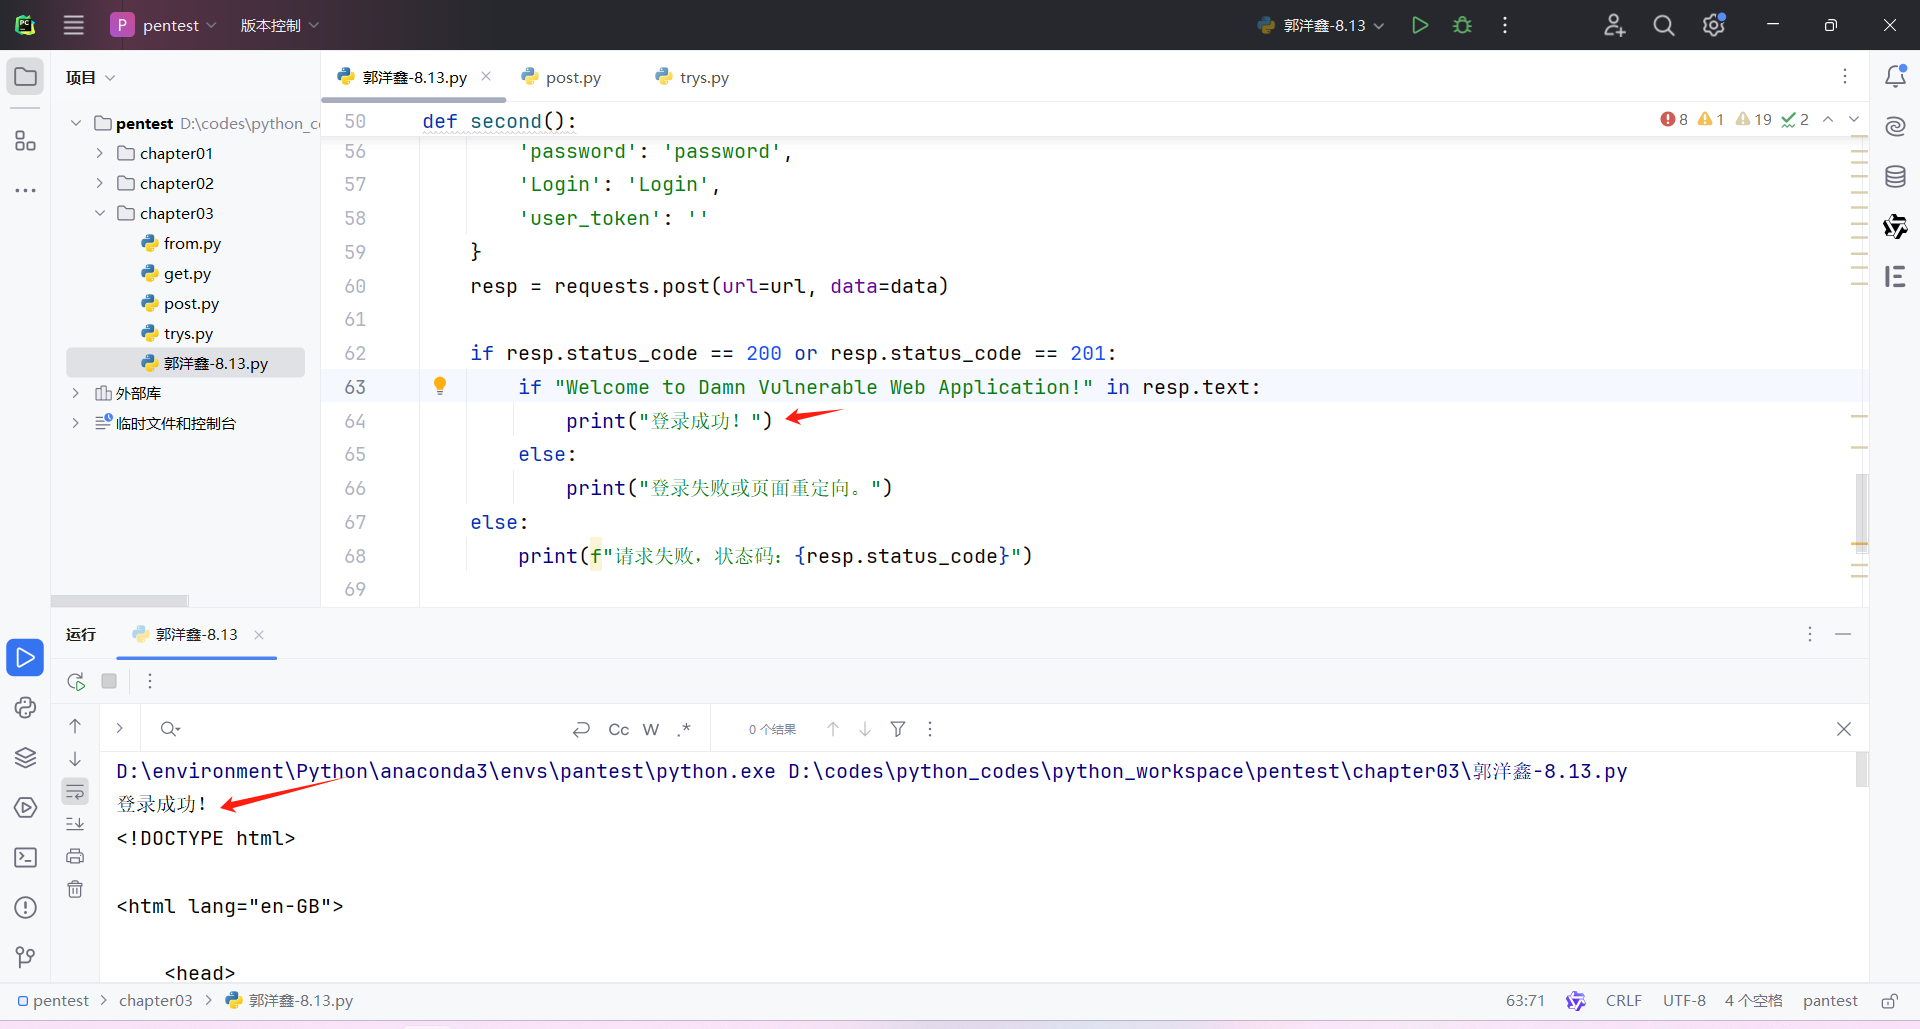 P pentest 版本控制 郭洋鑫-8.13
项目
郭洋鑫-8.13.py post.py trys.py
pentest D:\codes\python_c
chapter01
chapter02
chapter03
from.py
get.py
post.py
trys.py
郭洋鑫-8.13.py
外部库
临时文件和控制台
50 def second():
8 1 19 2
56 'password': 'password',
57 'Login': 'Login',
58 'user_token': ''
59 }
60 resp = requests.post(url=url, data=data)
61
62 if resp.status_code == 200 or resp.status_code == 201:
63 if "Welcome to Damn Vulnerable Web Application!" in resp.text:
64 print("登录成功！")
65 else:
66 print("登录失败或页面重定向。")
67 else:
68 print(f"请求失败，状态码：{resp.status_code}")
69
运行 郭洋鑫-8.13
Cc W .* 0 个结果
D:\environment\Python\anaconda3\envs\pantest\python.exe D:\codes\python_codes\python_workspace\pentest\chapter03\郭洋鑫-8.13.py
登录成功！
<!DOCTYPE html>
<html lang="en-GB">
<head>
pentest > chapter03 > 郭洋鑫-8.13.py 63:71 CRLF UTF-8 4 个空格 pantest